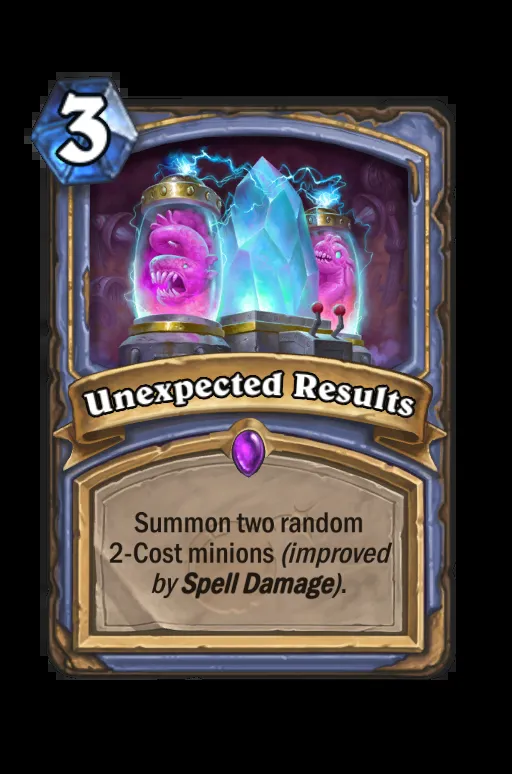 3
Unexpected Results
Summon two random
2-Cost minions (improved
by Spell Damage).